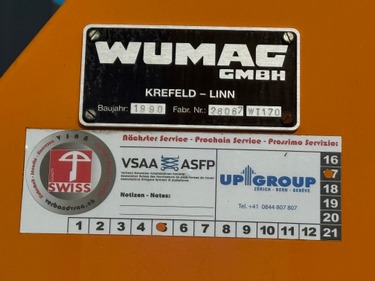 WUMAG
GMBH
KREFELD – LINN
Baujahr: 1990 Fabr. Nr.: 28067 WT170
Nächster Service - Prochain Service - Prossimo Servizio:
VSAA ASFP
UP GROUP
ZÜRICH - BERN - GENÈVE
SWISS
Notizen - Notes:
Tel. +41 0844 807 807
16
7
18
19
20
21
1 2 3 4 6 7 8 9 10 11 12